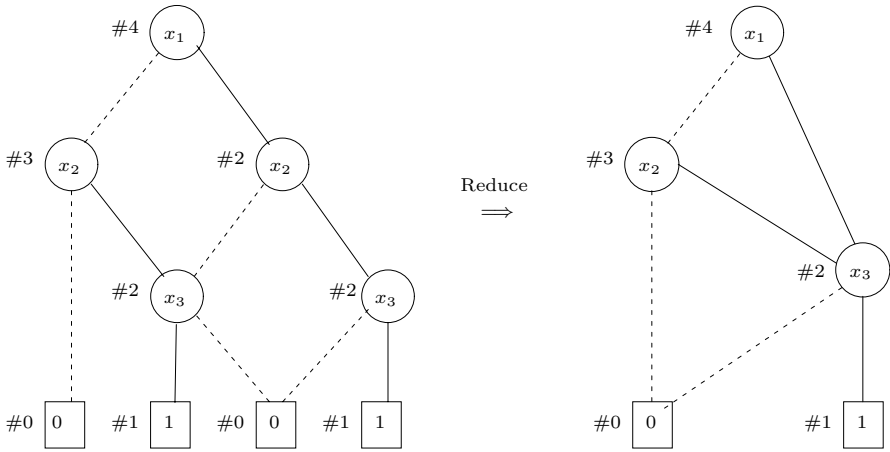 #4 x₁ #4 x₁
#3 x₂ #2 x₂ #3 x₂
Reduce
⟹
#2 x₃ #2 x₃ #2 x₃
#0 0 #1 1 #0 0 #1 1 #0 0 #1 1